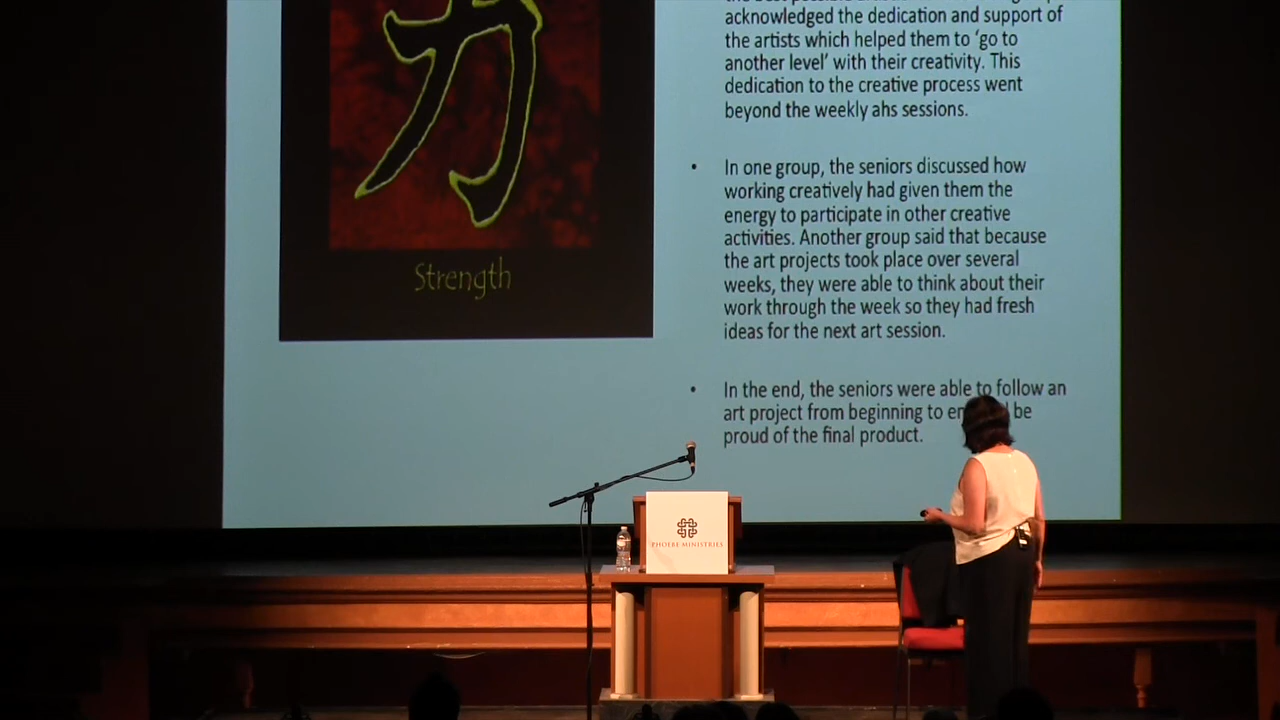 力
Strength
acknowledged the dedication and support of
the artists which helped them to ‘go to
another level’ with their creativity. This
dedication to the creative process went
beyond the weekly ahs sessions.
• In one group, the seniors discussed how
working creatively had given them the
energy to participate in other creative
activities. Another group said that because
the art projects took place over several
weeks, they were able to think about their
work through the week so they had fresh
ideas for the next art session.
• In the end, the seniors were able to follow an
art project from beginning to be
proud of the final product.
PHOEBE MINISTRIES